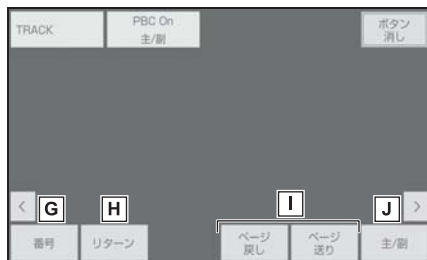 TRACK
PBC On
主/副
ボタン
消し
<
G
H
I
J
>
番号
リターン
ページ
戻し
ページ
送り
主/副